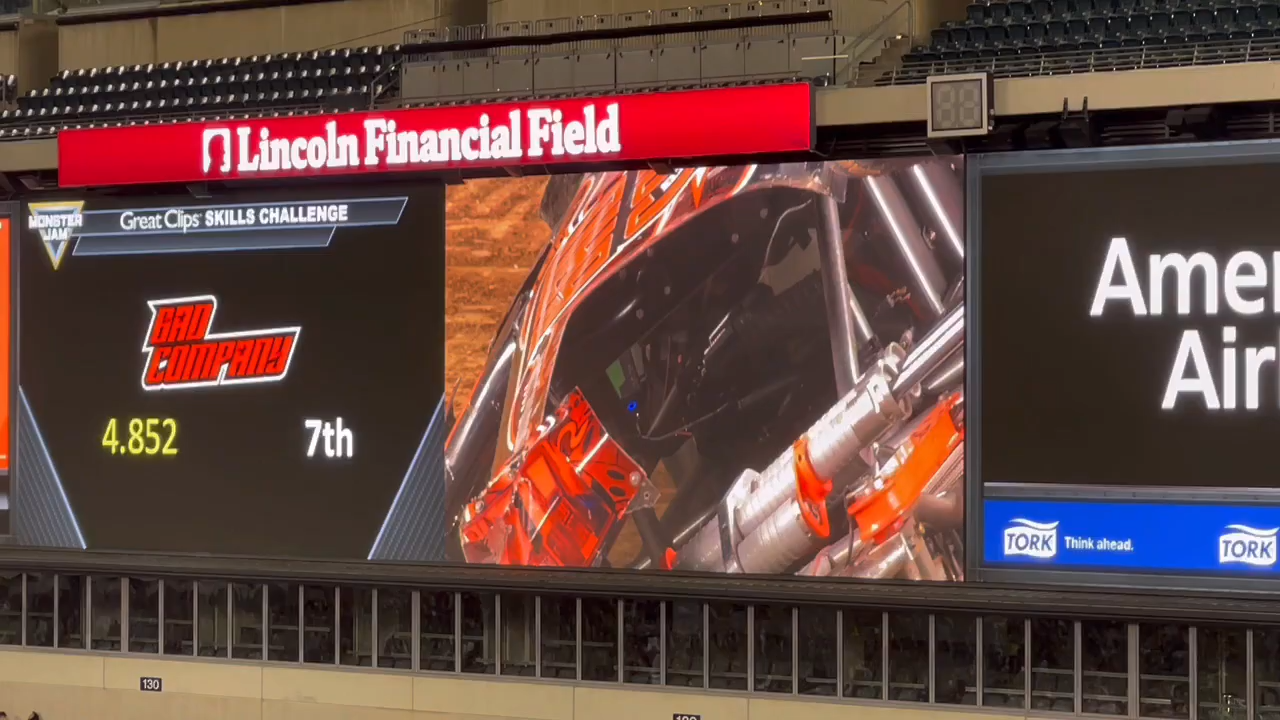 Lincoln Financial Field
MONSTER
JAM
Great Clips SKILLS CHALLENGE
BAD
COMPANY
4.852
7th
Amer
Air
TORK Think ahead.
TORK
130